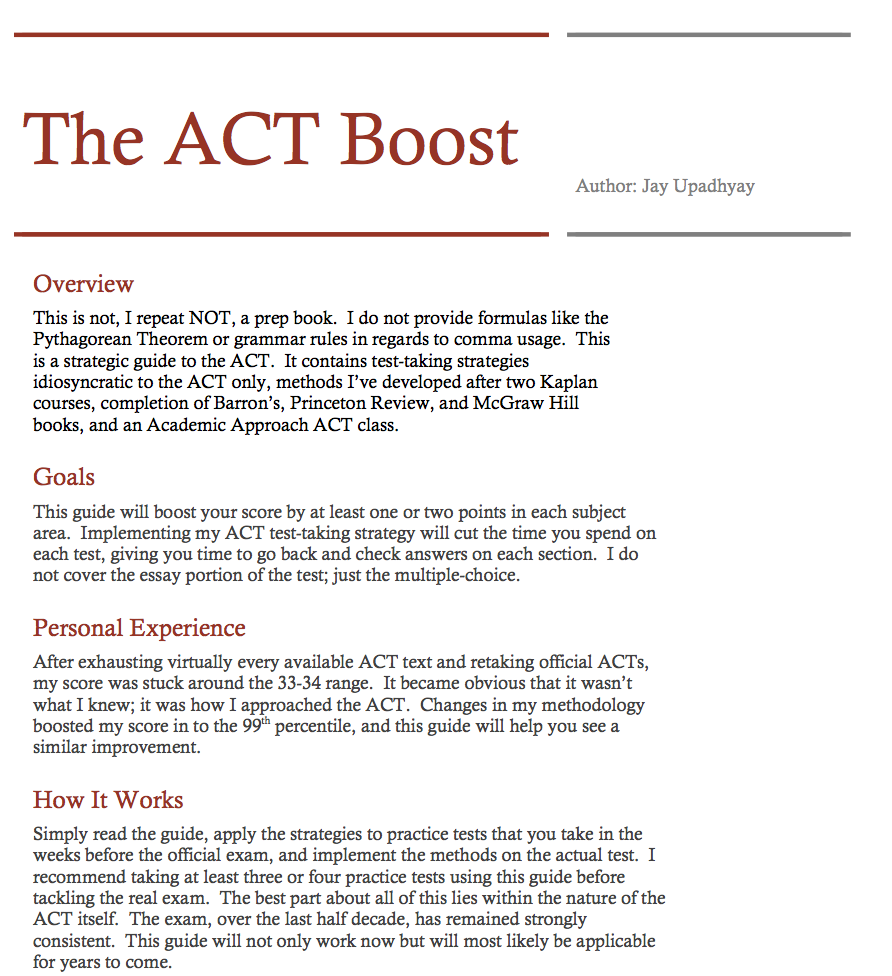 The ACT Boost
Author: Jay Upadhyay
Overview
This is not, I repeat NOT, a prep book.  I do not provide formulas like the
Pythagorean Theorem or grammar rules in regards to comma usage.  This
is a strategic guide to the ACT.  It contains test-taking strategies
idiosyncratic to the ACT only, methods I've developed after two Kaplan
courses, completion of Barron's, Princeton Review, and McGraw Hill
books, and an Academic Approach ACT class.
Goals
This guide will boost your score by at least one or two points in each subject
area.  Implementing my ACT test-taking strategy will cut the time you spend on
each test, giving you time to go back and check answers on each section.  I do
not cover the essay portion of the test; just the multiple-choice.
Personal Experience
After exhausting virtually every available ACT text and retaking official ACTs,
my score was stuck around the 33-34 range.  It became obvious that it wasn't
what I knew; it was how I approached the ACT.  Changes in my methodology
boosted my score in to the 99th percentile, and this guide will help you see a
similar improvement.
How It Works
Simply read the guide, apply the strategies to practice tests that you take in the
weeks before the official exam, and implement the methods on the actual test.  I
recommend taking at least three or four practice tests using this guide before
tackling the real exam.  The best part about all of this lies within the nature of the
ACT itself.  The exam, over the last half decade, has remained strongly
consistent.  This guide will not only work now but will most likely be applicable
for years to come.